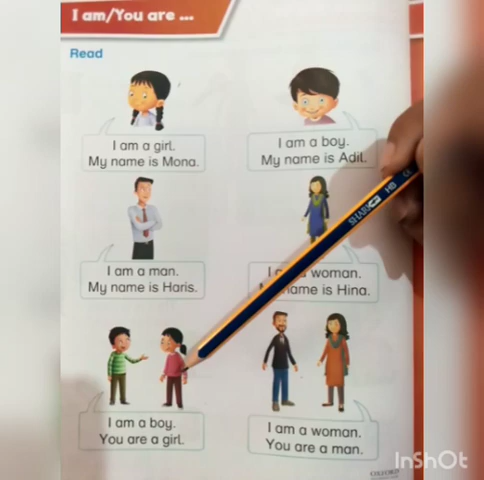 I am/You are ...
Read
I am a girl.
My name is Mona.
I am a boy.
My name is Adil.
I am a man.
My name is Haris.
I woman.
name is Hina.
I am a boy.
You are a girl.
I am a woman.
You are a man.
OXFORD
HB
InShOt